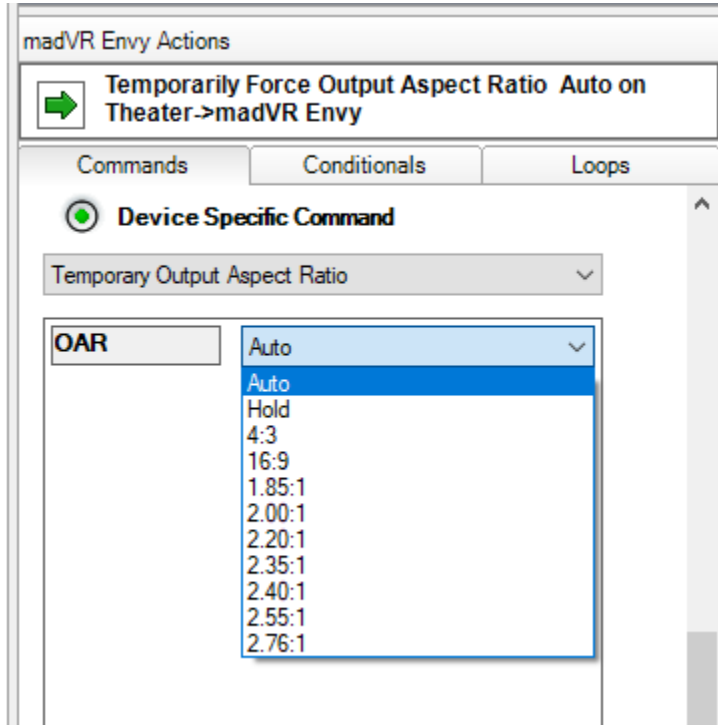 madVR Envy Actions
Temporarily Force Output Aspect Ratio  Auto on
Theater->madVR Envy
Commands
Conditionals
Loops
Device Specific Command
Temporary Output Aspect Ratio
OAR
Auto
Auto
Hold
4:3
16:9
1.85:1
2.00:1
2.20:1
2.35:1
2.40:1
2.55:1
2.76:1